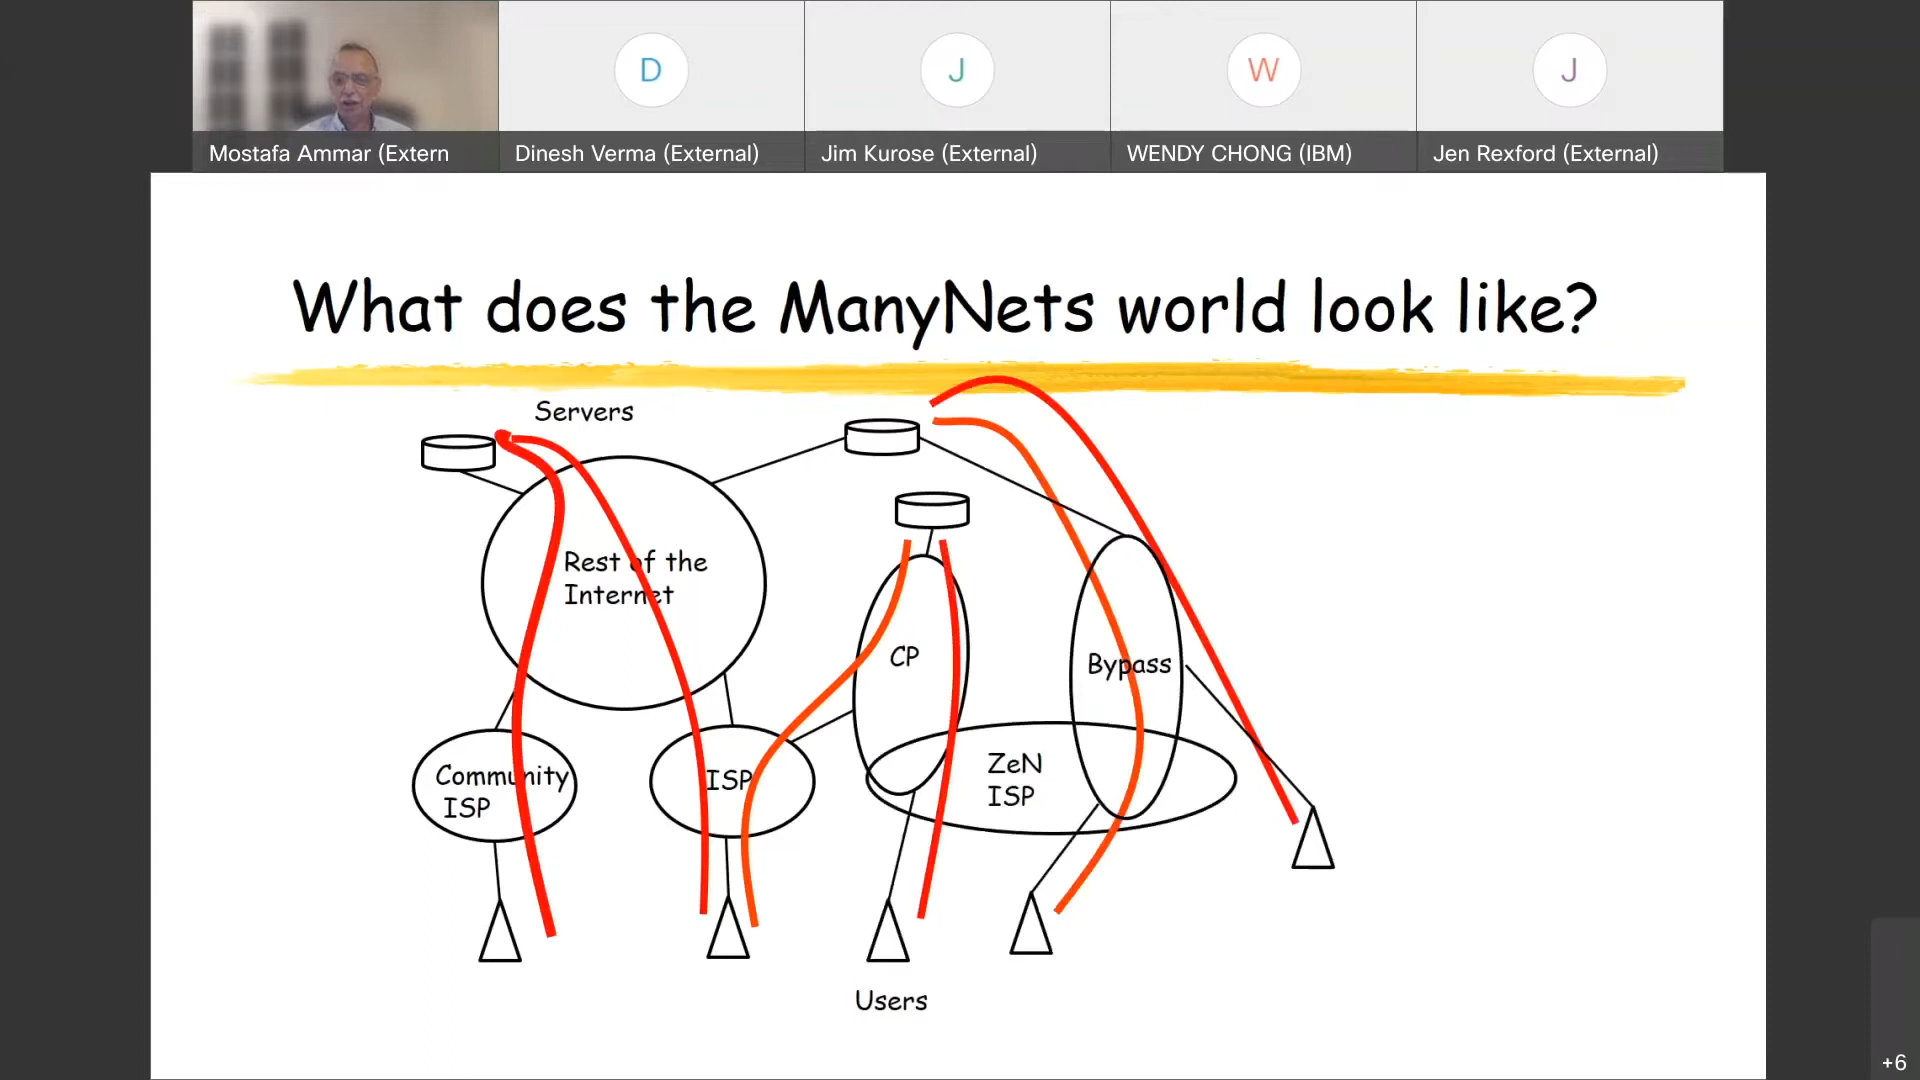 D
J
W
J
Mostafa Ammar (Extern
Dinesh Verma (External)
Jim Kurose (External)
WENDY CHONG (IBM)
Jen Rexford (External)
What does the ManyNets world look like?
Servers
Rest of the
Internet
CP
Bypass
Community
ISP
ISP
ZeN
ISP
Users
+6